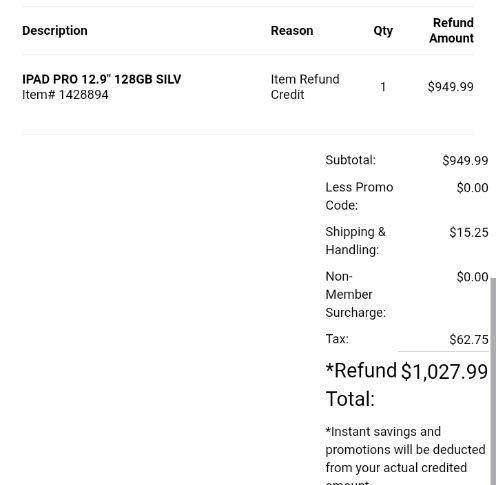 Description Reason Qty Refund Amount
IPAD PRO 12.9" 128GB SILV Item Refund
Item# 1428894 Credit 1 $949.99
Subtotal: $949.99
Less Promo $0.00
Code:
Shipping & $15.25
Handling:
Non- $0.00
Member
Surcharge:
Tax: $62.75
*Refund $1,027.99
Total:
*Instant savings and
promotions will be deducted
from your actual credited
amount